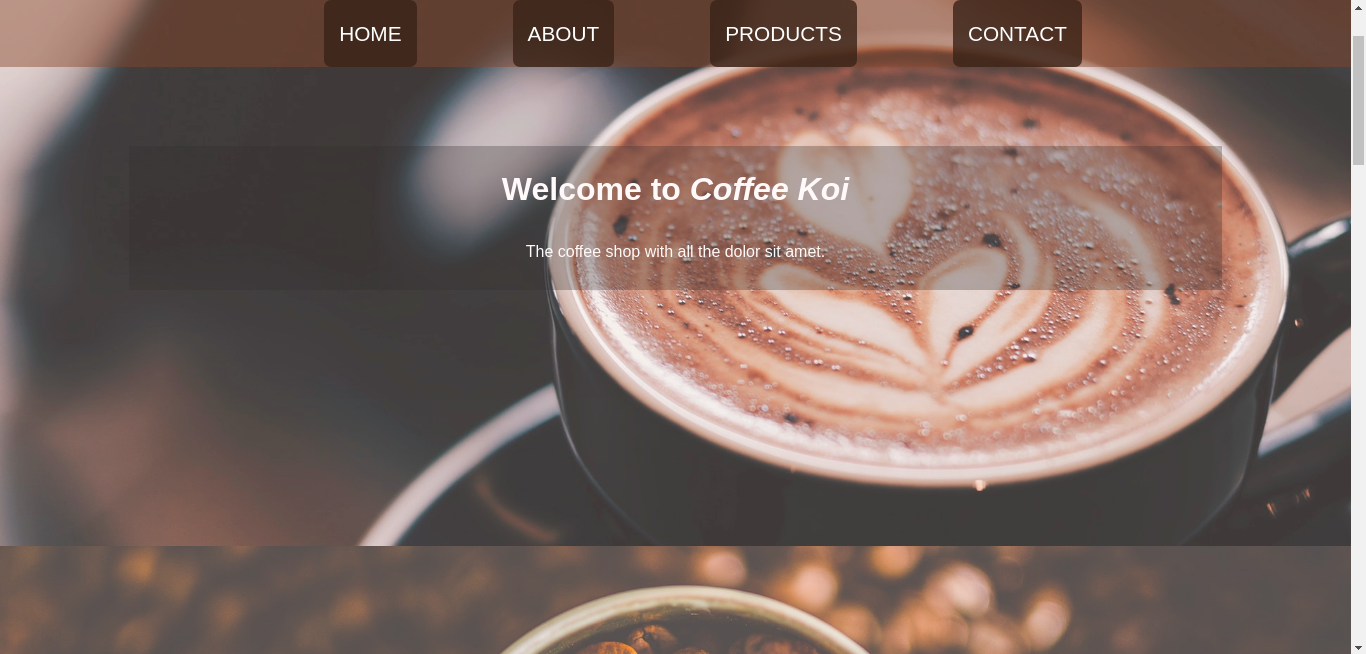 HOME ABOUT PRODUCTS CONTACT
Welcome to Coffee Koi
The coffee shop with all the dolor sit amet.